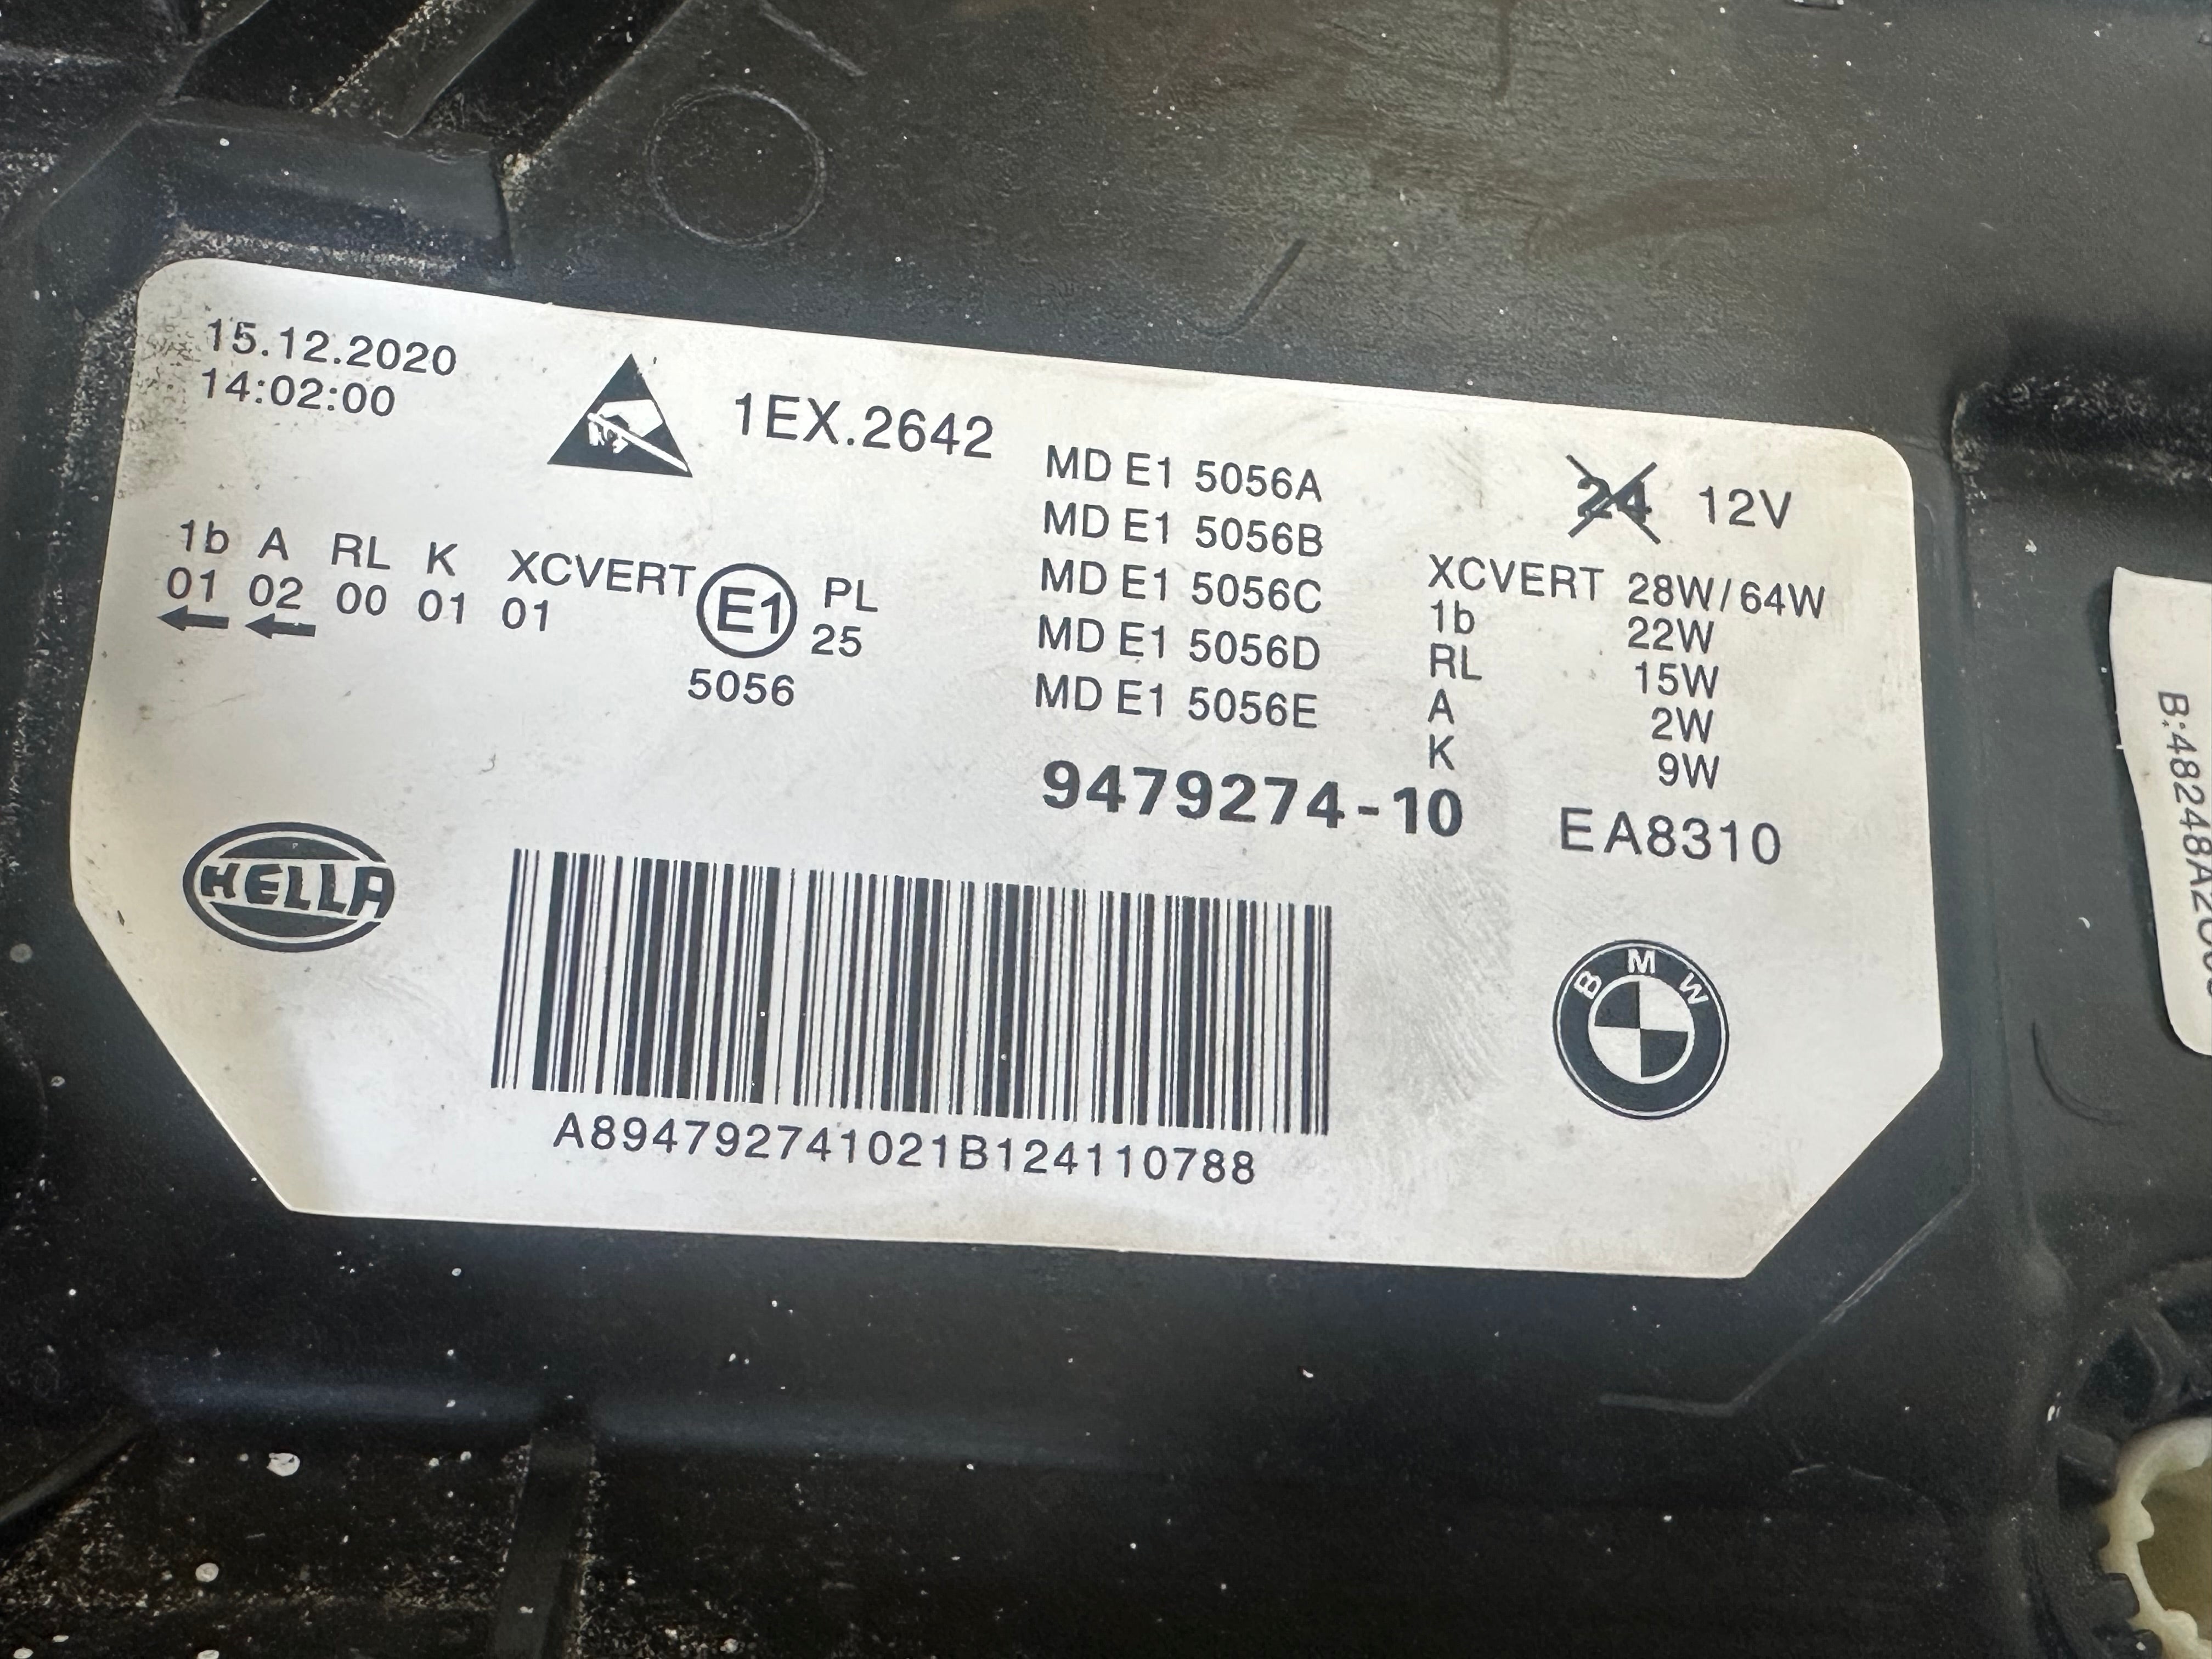 15.12.2020
14:02:00
1EX.2642
1b A RL K XCVERT
01 02 00 01 01
E1
5056
PL
25
MD E1 5056A
MD E1 5056B
MD E1 5056C
MD E1 5056D
MD E1 5056E
24 12V
XCVERT 28W/64W
1b 22W
RL 15W
A 2W
K 9W
9479274-10
EA8310
HELLA
BMW
A894792741021B124110788